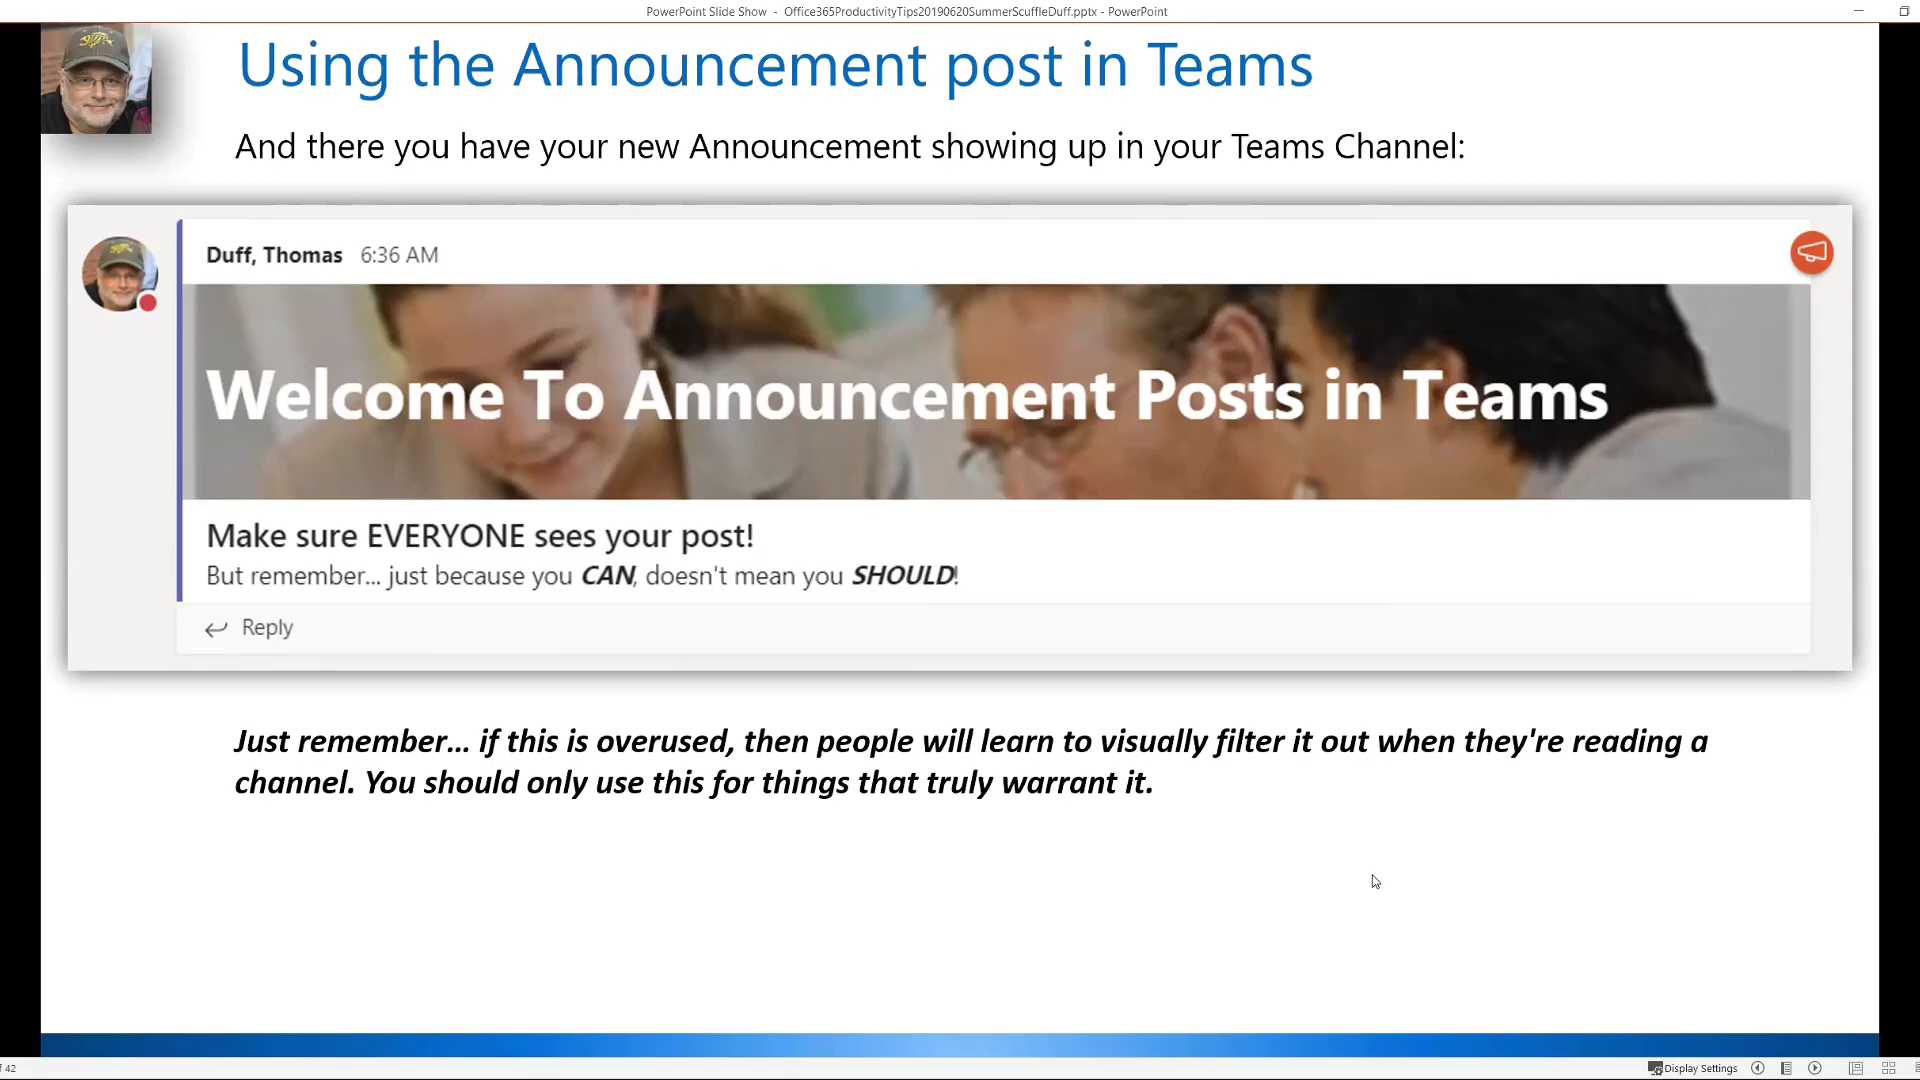 PowerPoint Slide Show - Office365ProductivityTips20190620SummerScuffleDuff.pptx - PowerPoint
Using the Announcement post in Teams
And there you have your new Announcement showing up in your Teams Channel:
Duff, Thomas 6:36 AM
Welcome To Announcement Posts in Teams
Make sure EVERYONE sees your post!
But remember... just because you CAN, doesn't mean you SHOULD!
Reply
Just remember... if this is overused, then people will learn to visually filter it out when they're reading a
channel. You should only use this for things that truly warrant it.
f 42
Display Settings